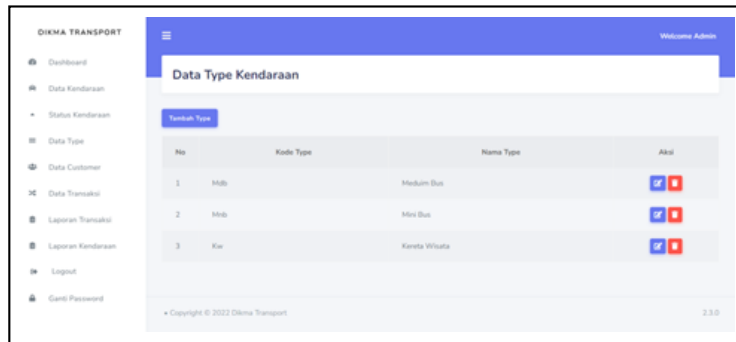 DIKMA TRANSPORT
Dashboard
Data Kendaraan
Status Kendaraan
Data Type
Data Customer
Data Transaksi
Laporan Transaksi
Laporan Kendaraan
Logout
Ganti Password
Welcome Admin
Data Type Kendaraan
Tambah Type
No Kode Type Nama Type Aksi
1 Mdb Meduim Bus
2 Mnb Mini Bus
3 Kw Kereta Wisata
• Copyright © 2022 Dikma Transport 2.3.0